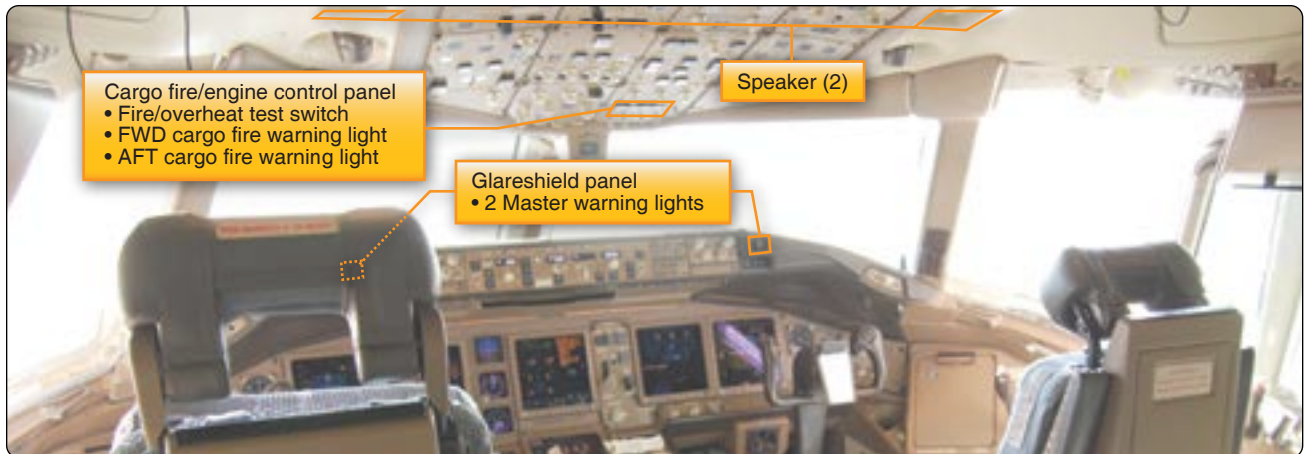 Cargo fire/engine control panel
• Fire/overheat test switch
• FWD cargo fire warning light
• AFT cargo fire warning light
Speaker (2)
Glareshield panel
• 2 Master warning lights